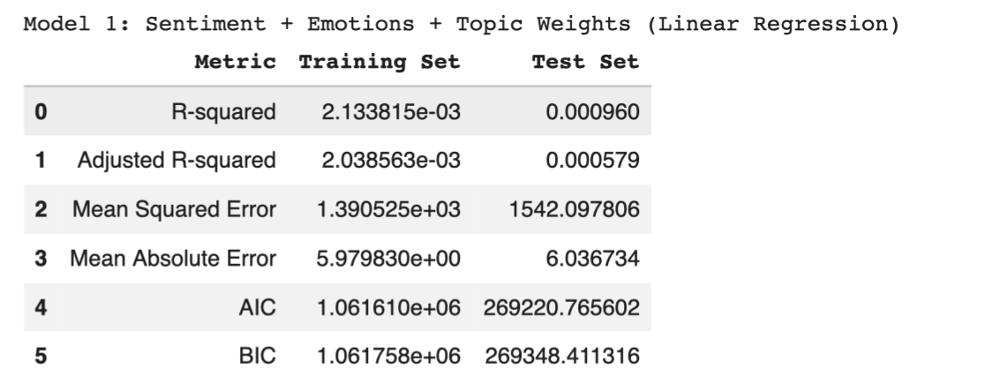 Model 1: Sentiment + Emotions + Topic Weights (Linear Regression)
Metric Training Set Test Set
0 R-squared 2.133815e-03 0.000960
1 Adjusted R-squared 2.038563e-03 0.000579
2 Mean Squared Error 1.390525e+03 1542.097806
3 Mean Absolute Error 5.979830e+00 6.036734
4 AIC 1.061610e+06 269220.765602
5 BIC 1.061758e+06 269348.411316